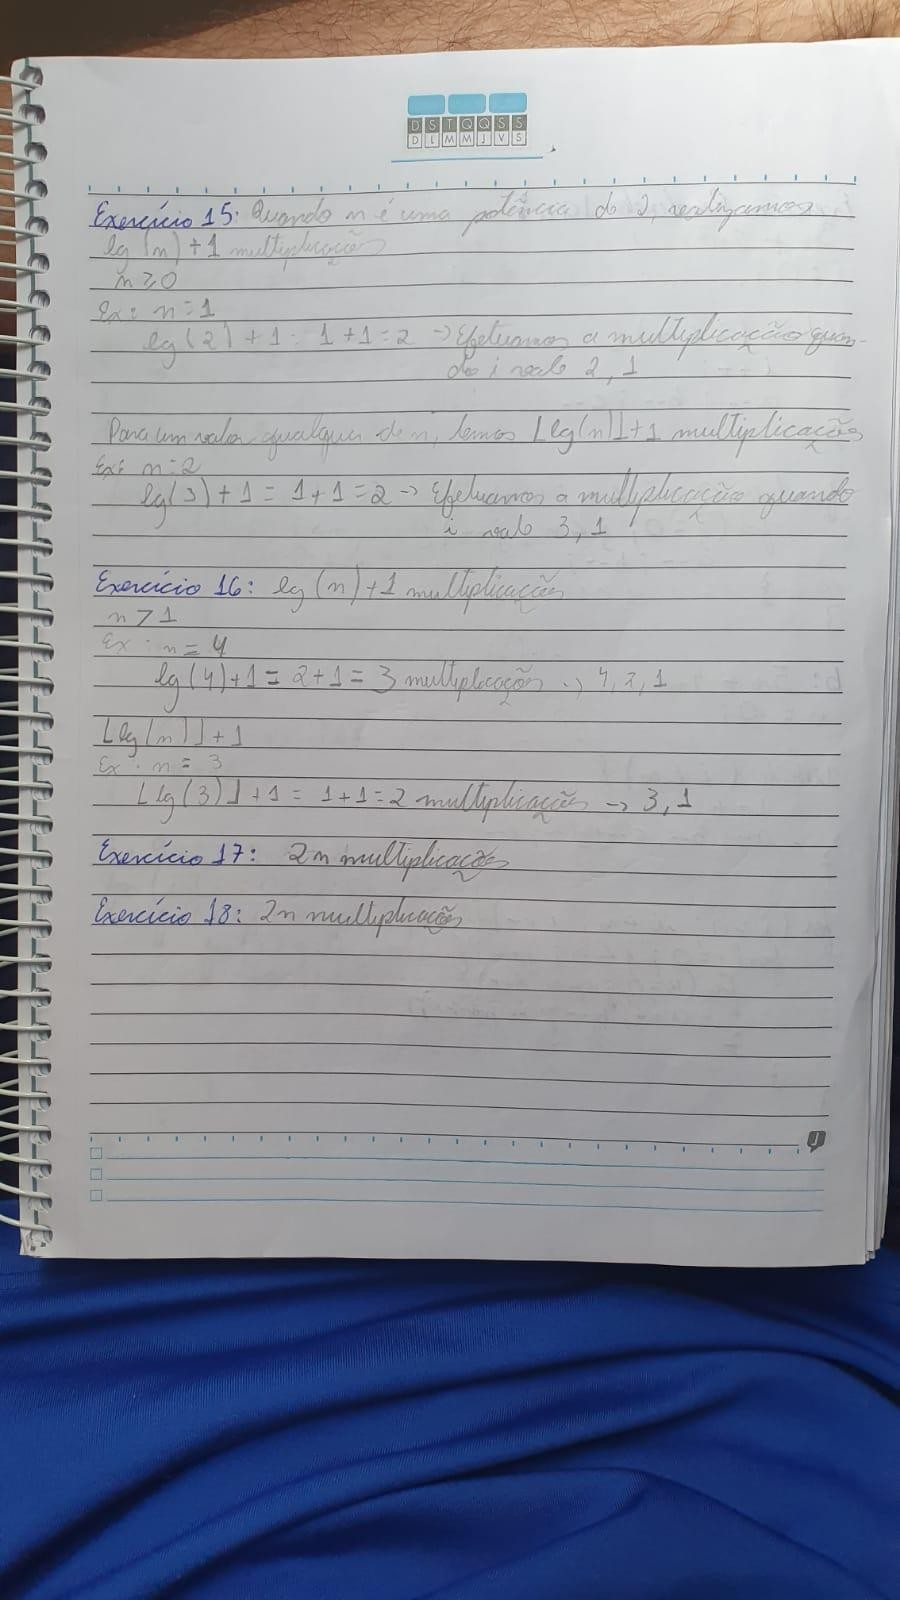 D S T Q Q S S
D L M M J V S
Exercício 15: Quando n é uma potência de 2, realizamos
lg (n) + 1 multiplicações
n ≥ 0
Ex: n = 1
lg (2) + 1 = 1 + 1 = 2 → Efetuamos a multiplicação quan-
do i vale 2, 1
Para um valor qualquer de n, temos ⌊lg(n)⌋ + 1 multiplicações
Ex: n = 2
lg(3) + 1 = 1 + 1 = 2 → Efetuamos a multiplicação quando
i vale 3, 1
Exercício 16: lg (n) + 1 multiplicações
n > 1
Ex: n = 4
lg(4) + 1 = 2 + 1 = 3 multiplicações → 4, 2, 1
⌊lg(n)⌋ + 1
Ex: n = 3
⌊lg(3)⌋ + 1 = 1 + 1 = 2 multiplicações → 3, 1
Exercício 17: 2n multiplicações
Exercício 18: 2n multiplicações
J